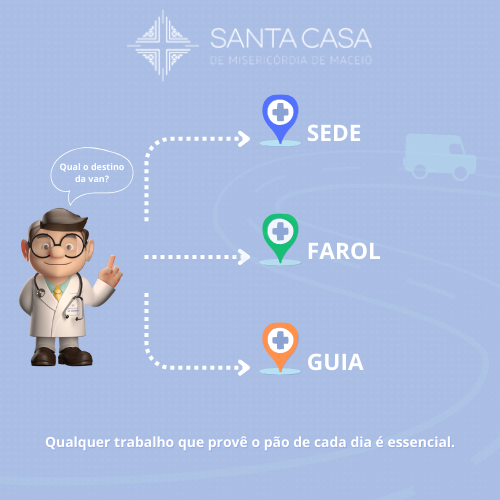 SANTA CASA
DE MISERICÓRDIA DE MACEIÓ
SEDE
Qual o destino
da van?
FAROL
GUIA
Qualquer trabalho que provê o pão de cada dia é essencial.